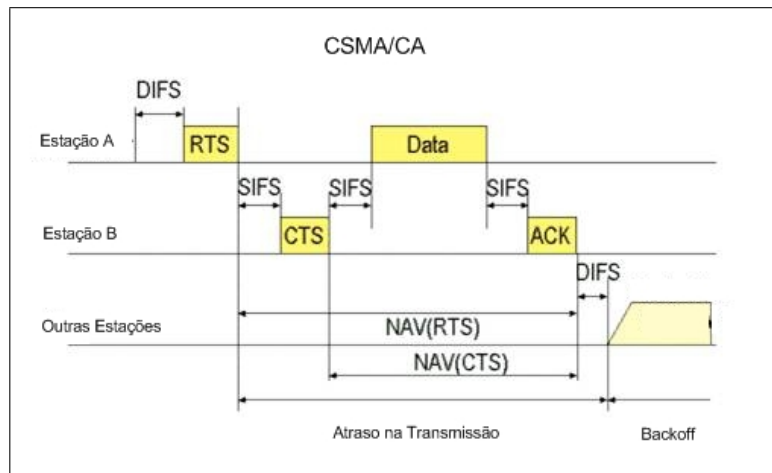 CSMA/CA
DIFS
Estação A
RTS
Data
SIFS
SIFS
SIFS
Estação B
CTS
ACK
DIFS
Outras Estações
NAV(RTS)
NAV(CTS)
Atraso na Transmissão
Backoff